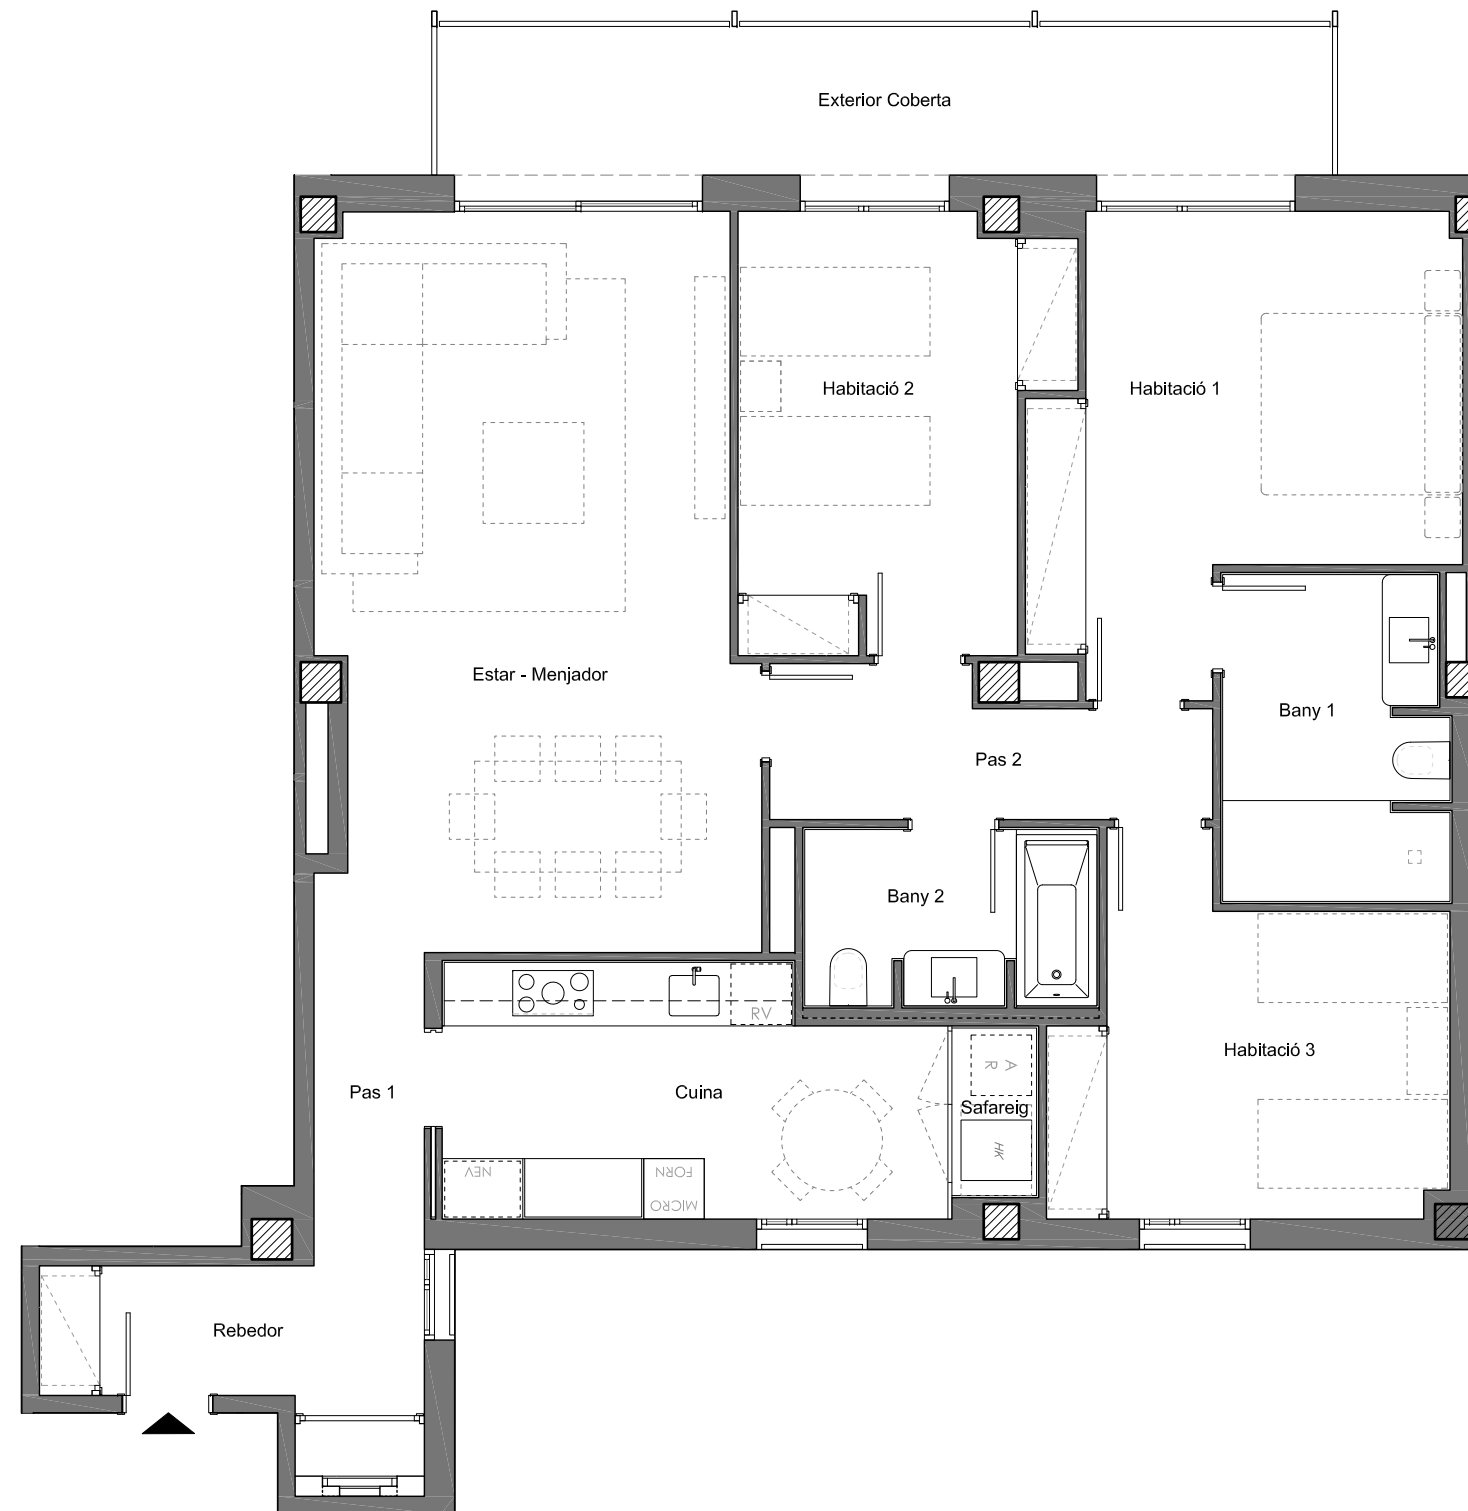 Exterior Coberta
Habitació 2
Habitació 1
Estar - Menjador
Bany 1
Pas 2
Bany 2
RV
Habitació 3
A
R
Pas 1
Cuina
Safareig
HK
NEV
FORN
MICRO
Rebedor